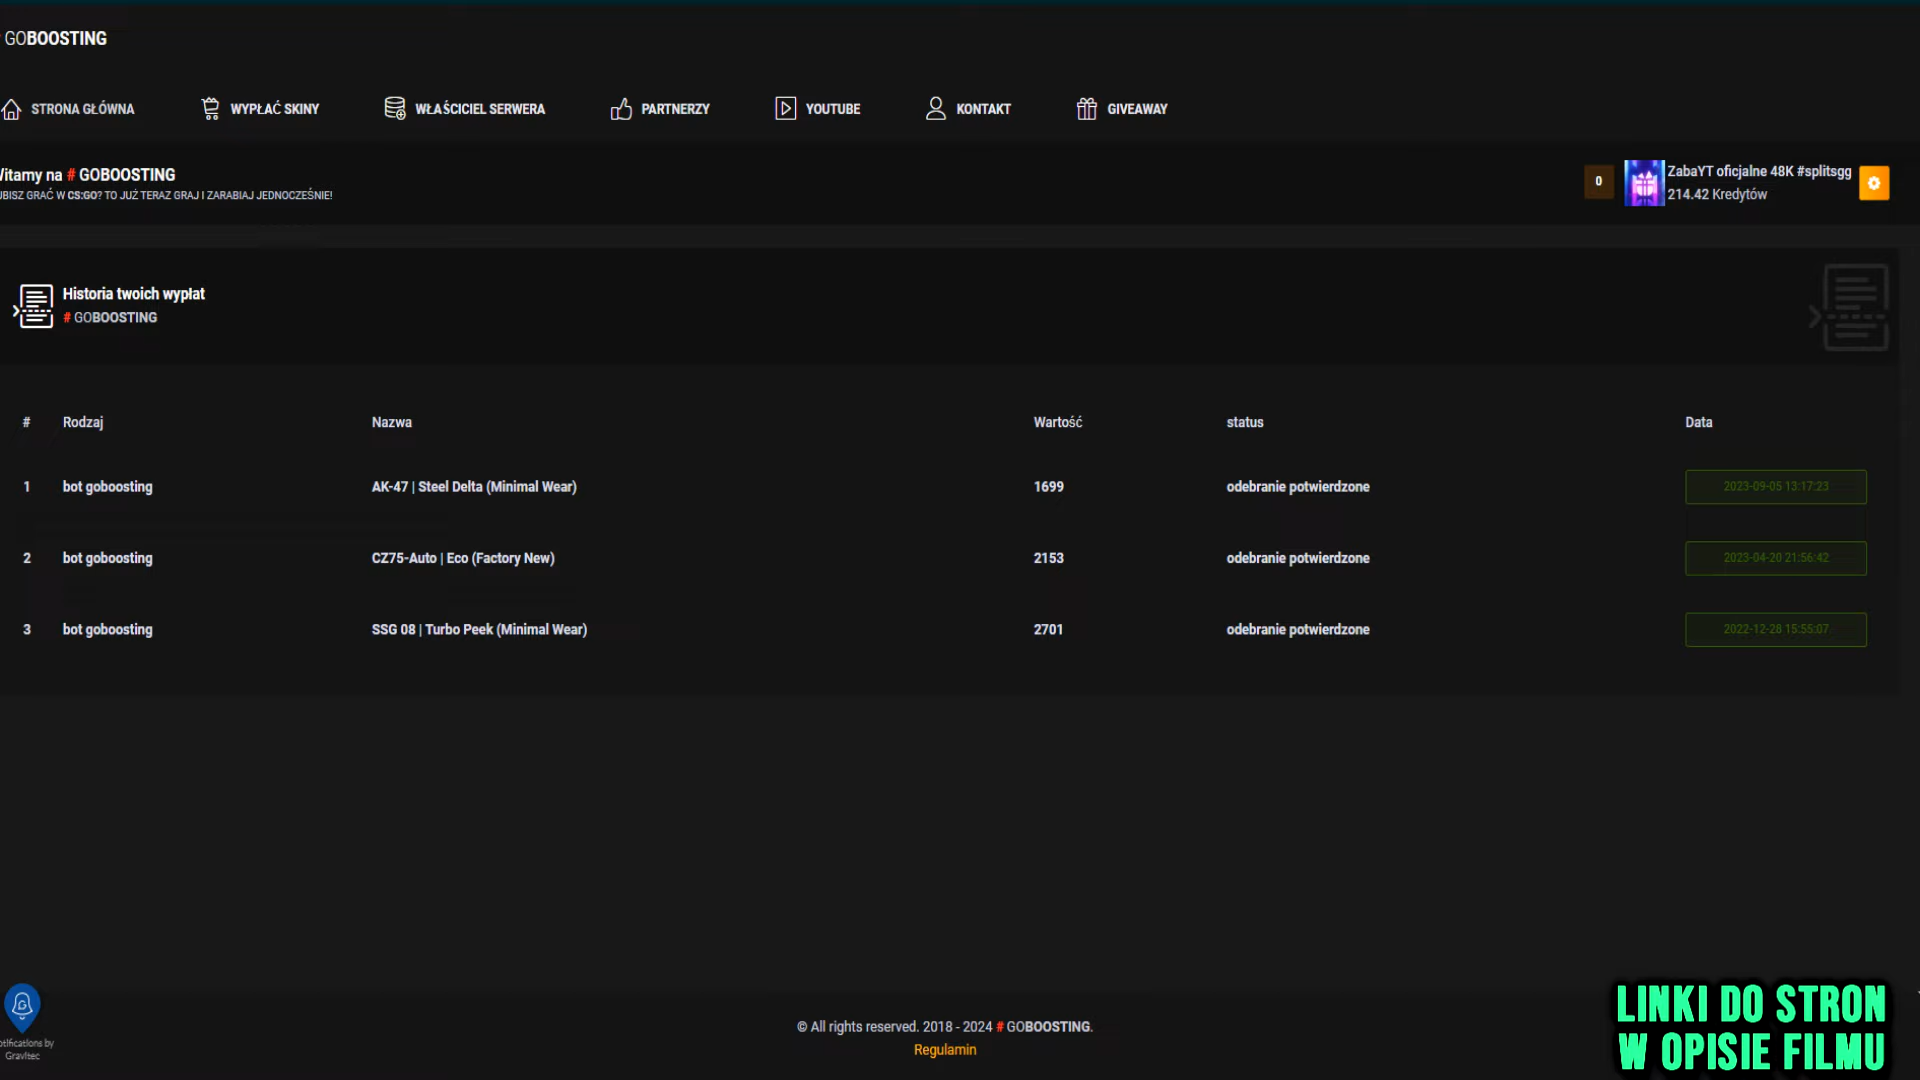 GOBOOSTING
STRONA GŁÓWNA
WYPŁAĆ SKINY
WŁAŚCICIEL SERWERA
PARTNERZY
YOUTUBE
KONTAKT
GIVEAWAY
Witamy na # GOBOOSTING
UBISZ GRAĆ W CS:GO? TO JUŻ TERAZ GRAJ I ZARABIAJ JEDNOCZEŚNIE!
0
ZabaYT oficjalne 48K #splitsgg
214.42 Kredytów
Historia twoich wypłat
# GOBOOSTING
# Rodzaj Nazwa Wartość status Data
1 bot goboosting AK-47 | Steel Delta (Minimal Wear) 1699 odebranie potwierdzone 2023-09-05 13:17:23
2 bot goboosting CZ75-Auto | Eco (Factory New) 2153 odebranie potwierdzone 2023-04-20 21:56:42
3 bot goboosting SSG 08 | Turbo Peek (Minimal Wear) 2701 odebranie potwierdzone 2022-12-28 15:55:07
otifications by
Gravitec
© All rights reserved. 2018 - 2024 # GOBOOSTING.
Regulamin
LINKI DO STRON
W OPISIE FILMU